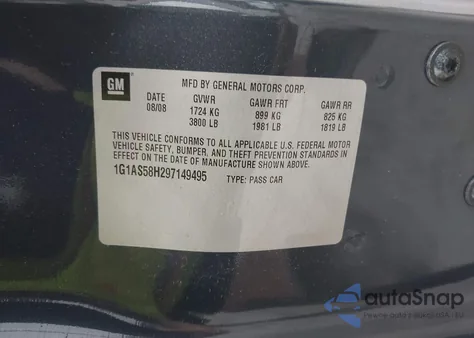 GM
MFD BY GENERAL MOTORS CORP.
DATE GVWR GAWR FRT GAWR RR
08/08 1724 KG 899 KG 825 KG
3800 LB 1981 LB 1819 LB
THIS VEHICLE CONFORMS TO ALL APPLICABLE U.S. FEDERAL MOTOR
VEHICLE SAFETY, BUMPER, AND THEFT PREVENTION STANDARDS IN
EFFECT ON THE DATE OF MANUFACTURE SHOWN ABOVE.
1G1AS58H297149495 TYPE: PASS CAR
autoSnap